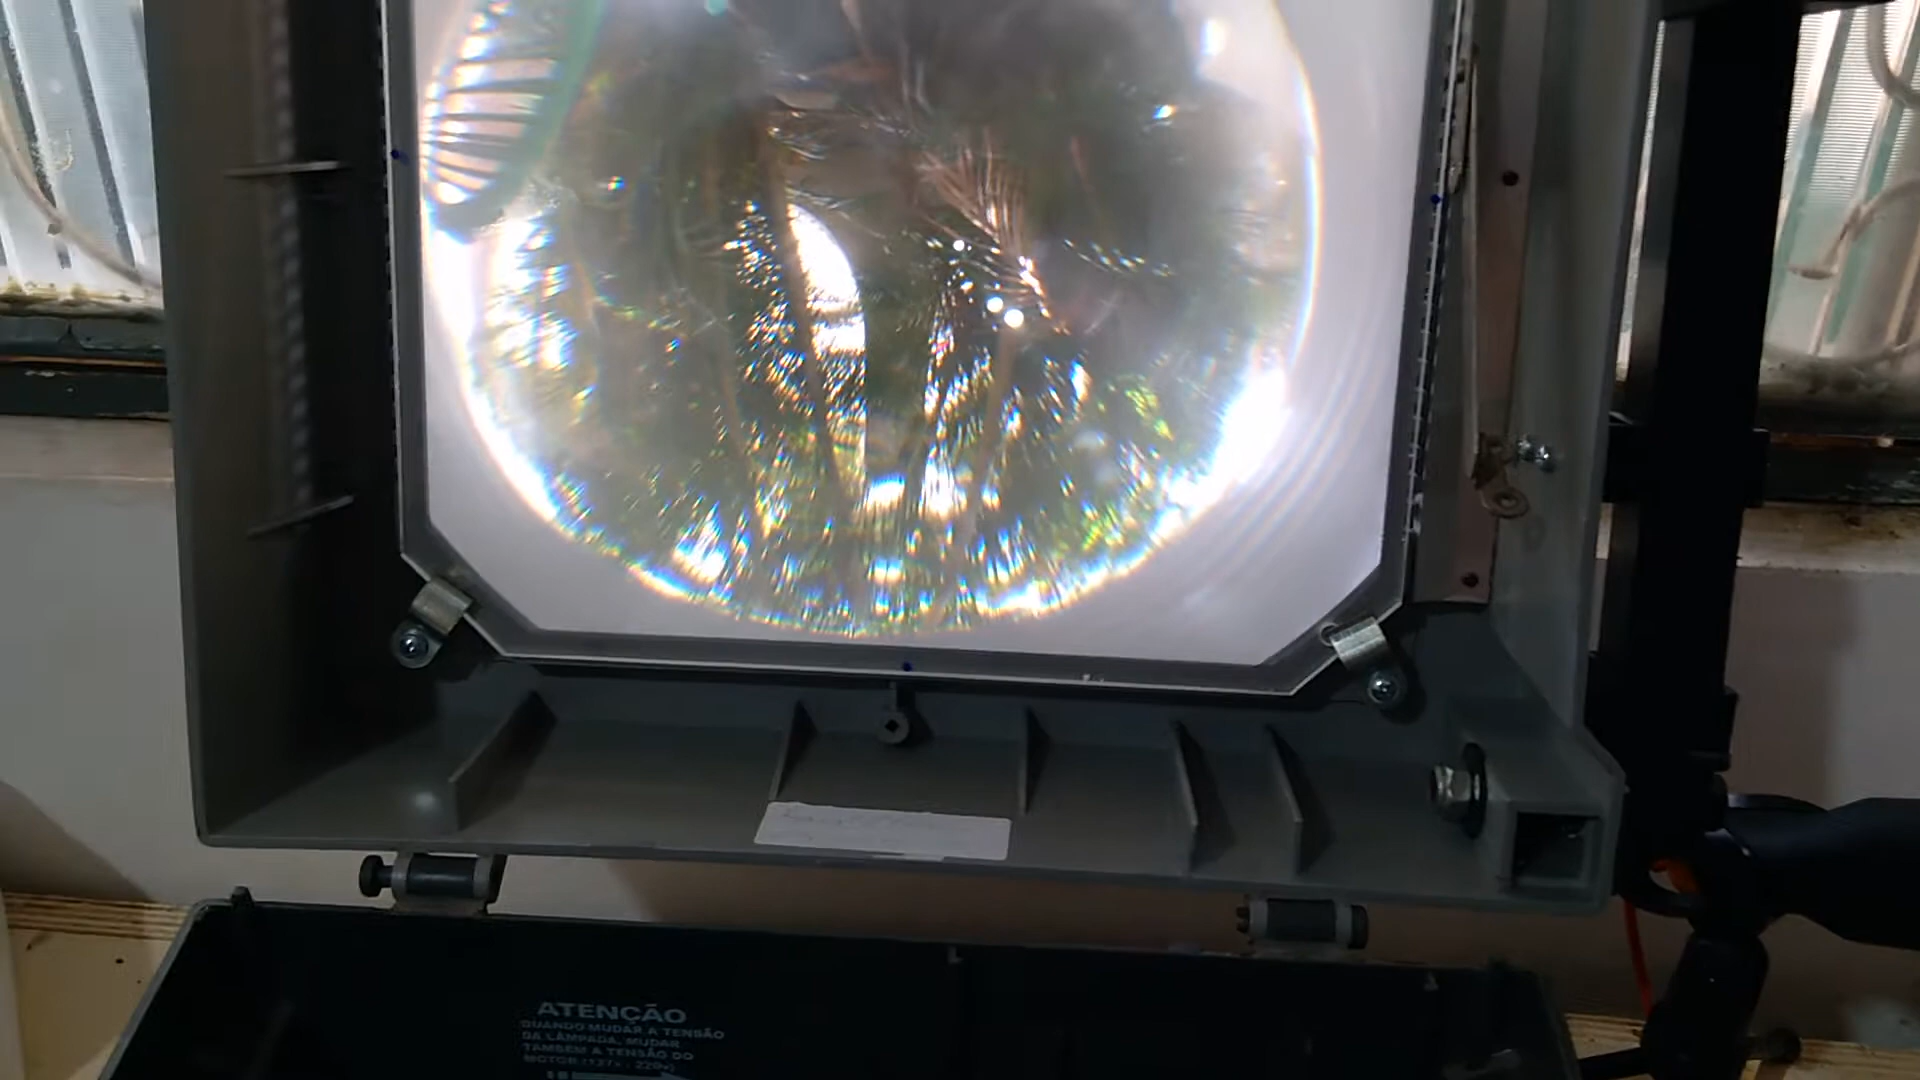 ATENÇÃO
QUANDO MUDAR A TENSÃO
DA LÂMPADA, MUDAR
TAMBEM A TENSÃO DO
MOTOR (127v - 220v)